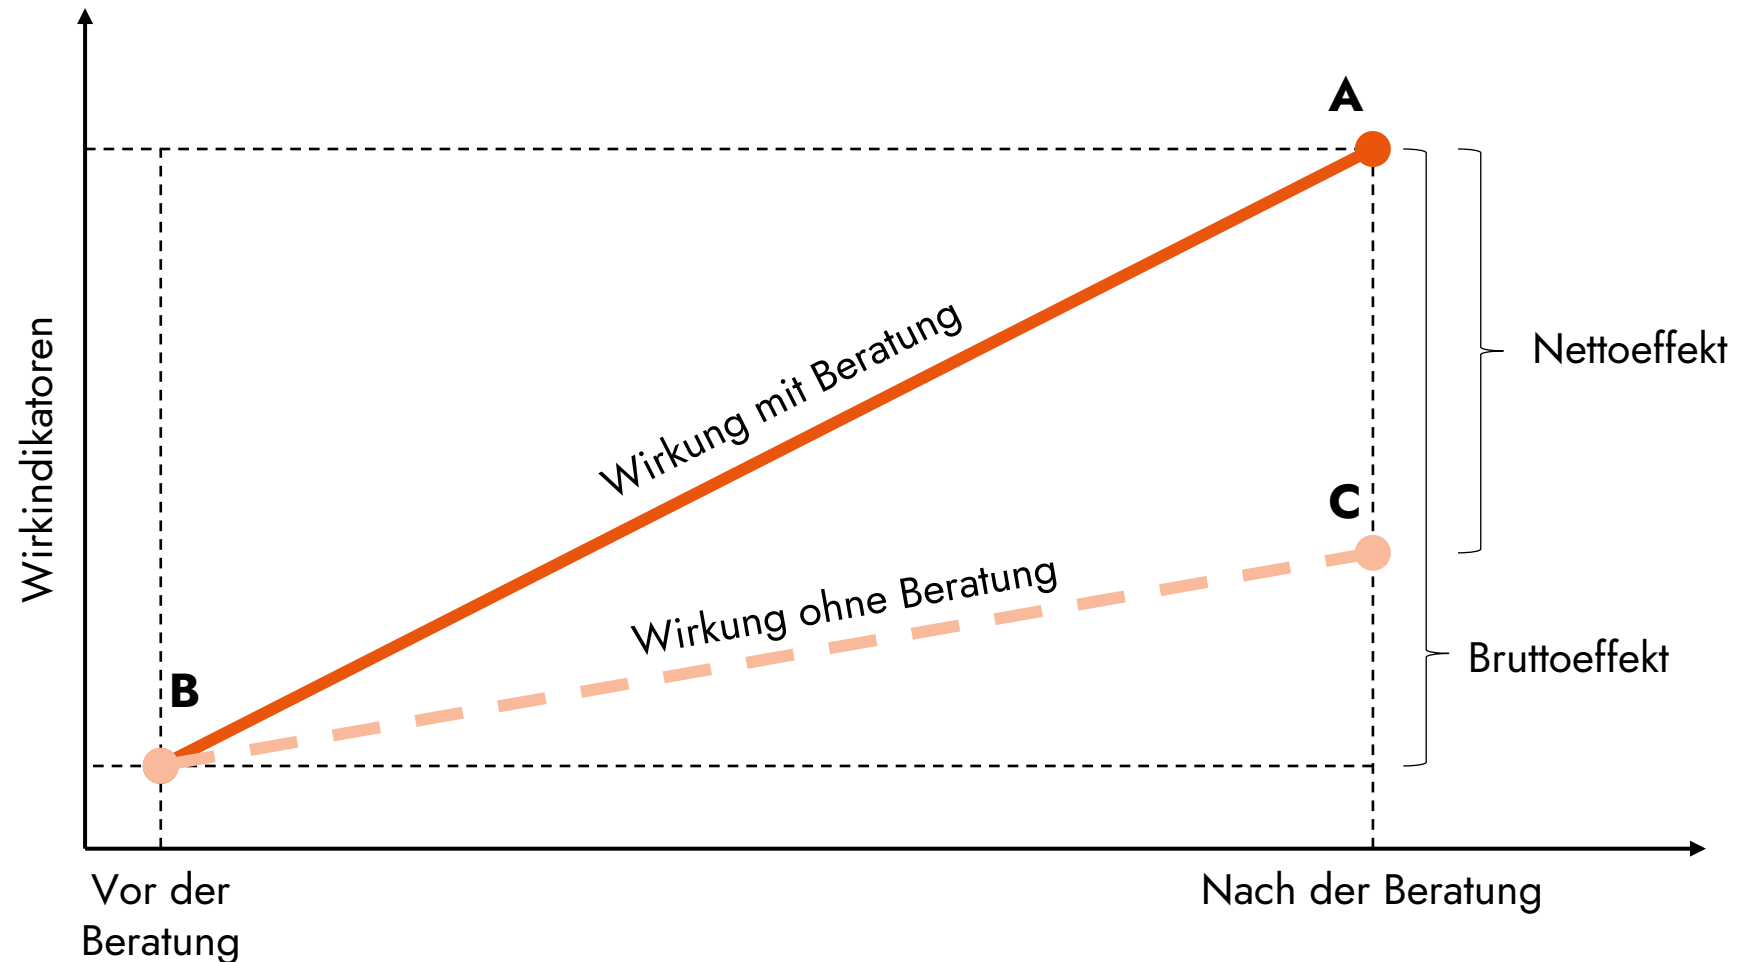 A
Wirkung mit Beratung
Nettoeffekt
Wirkindikatoren
C
Wirkung ohne Beratung
Bruttoeffekt
B
Vor der
Beratung
Nach der Beratung